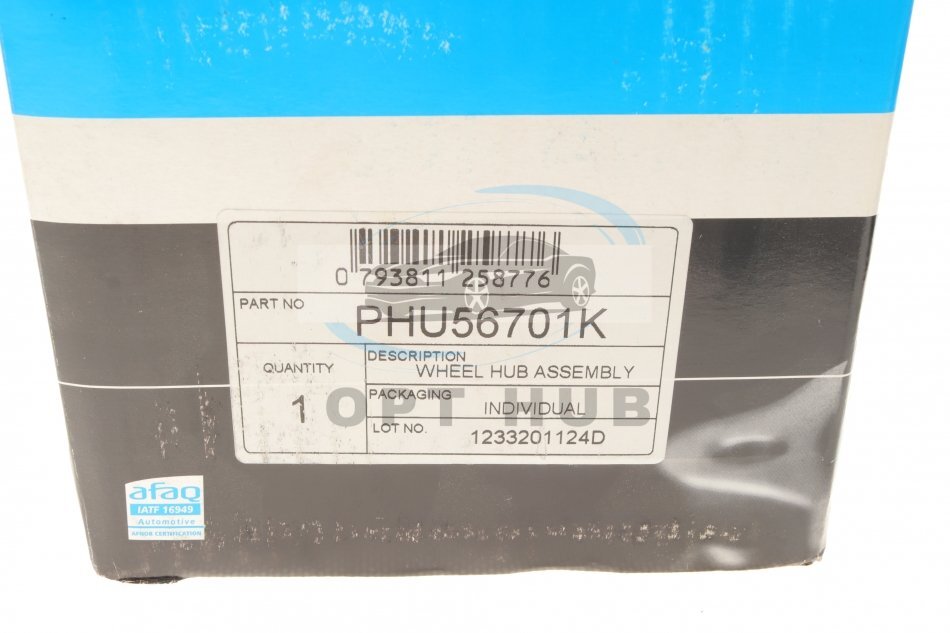 0 793811 258776
PART NO
PHU56701K
QUANTITY
1
DESCRIPTION
WHEEL HUB ASSEMBLY
PACKAGING
INDIVIDUAL
LOT NO.
1233201124D
OPT HUB
afaq
IATF 16949
Automotive
AFNOR CERTIFICATION